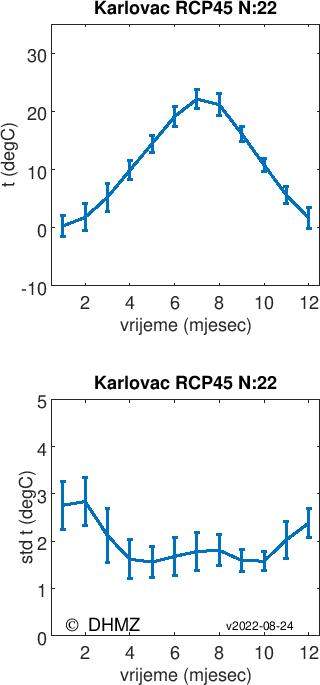 Karlovac RCP45 N:22
30
20
10
0
-10
t (degC)
2 4 6 8 10 12
vrijeme (mjesec)
Karlovac RCP45 N:22
5
4
3
2
1
0
std t (degC)
© DHMZ v2022-08-24
2 4 6 8 10 12
vrijeme (mjesec)